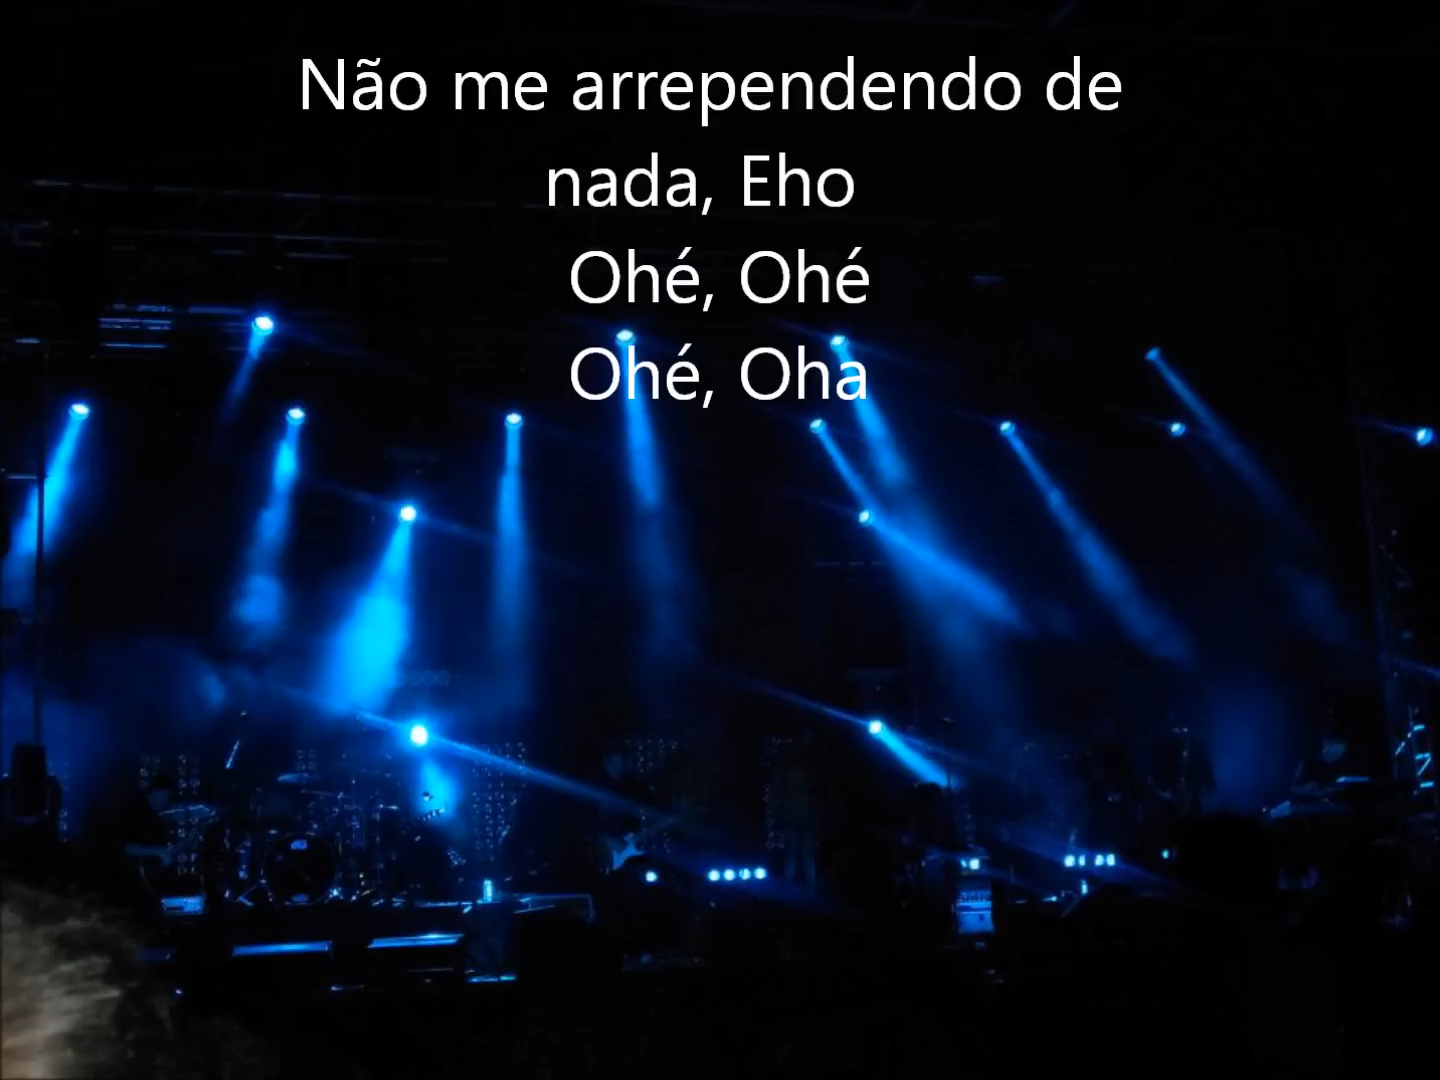 Não me arrependendo de
nada, Eho
Ohé, Ohé
Ohé, Oha